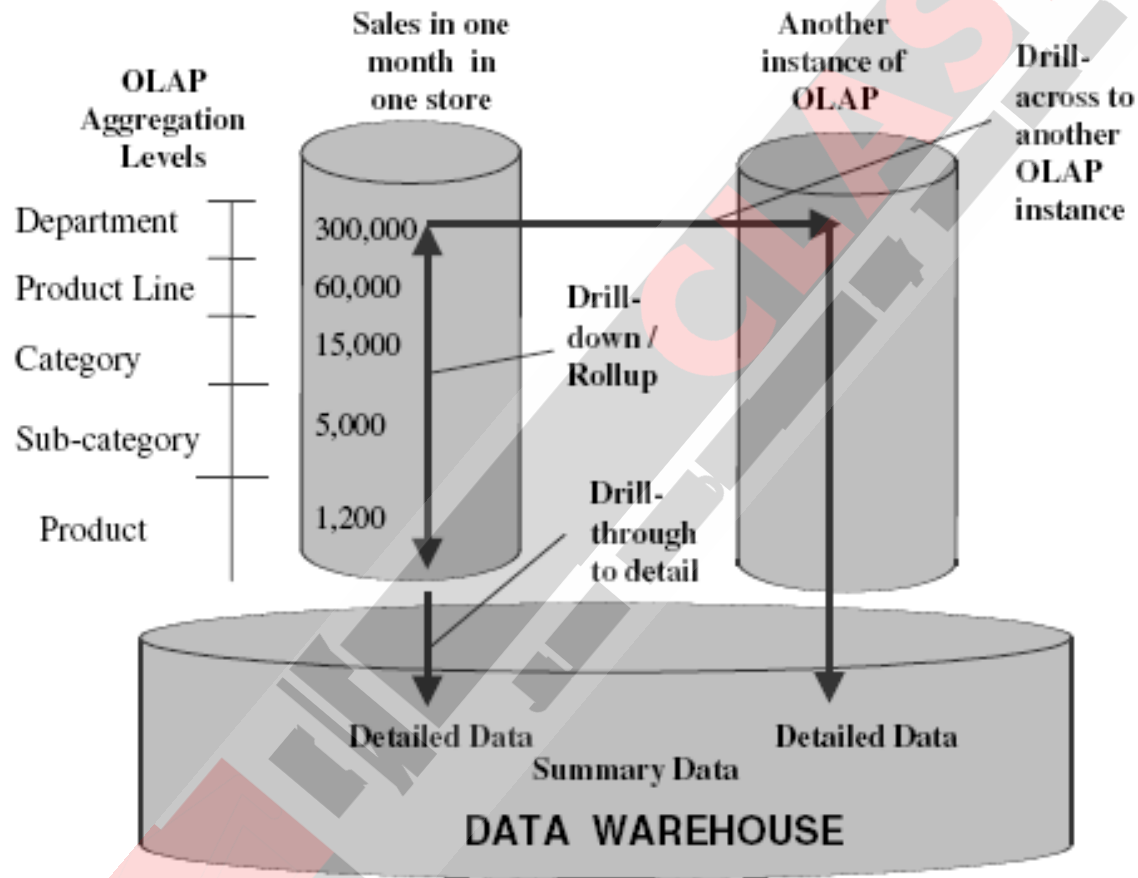 Sales in one
month in
one store
Another
instance of
OLAP
Drill-
across to
another
OLAP
instance
OLAP
Aggregation
Levels
Department
Product Line
Category
Sub-category
Product
300,000
60,000
15,000
5,000
1,200
Drill-
down /
Rollup
Drill-
through
to detail
Detailed Data
Detailed Data
Summary Data
DATA WAREHOUSE
CLAS